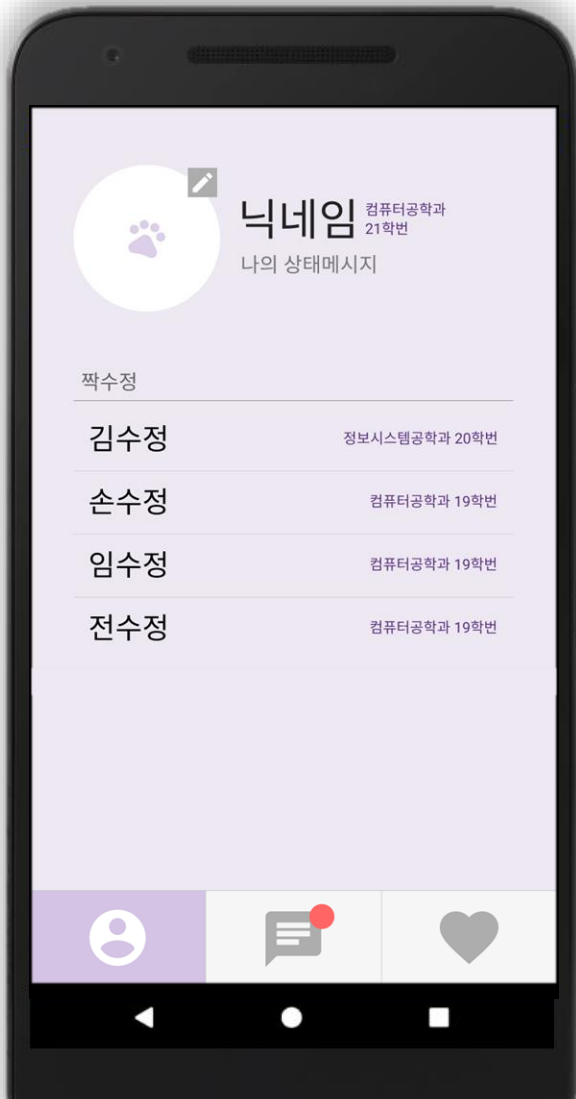 닉네임 컴퓨터공학과
21학번
나의 상태메시지
짝수정
김수정 정보시스템공학과 20학번
손수정 컴퓨터공학과 19학번
임수정 컴퓨터공학과 19학번
전수정 컴퓨터공학과 19학번